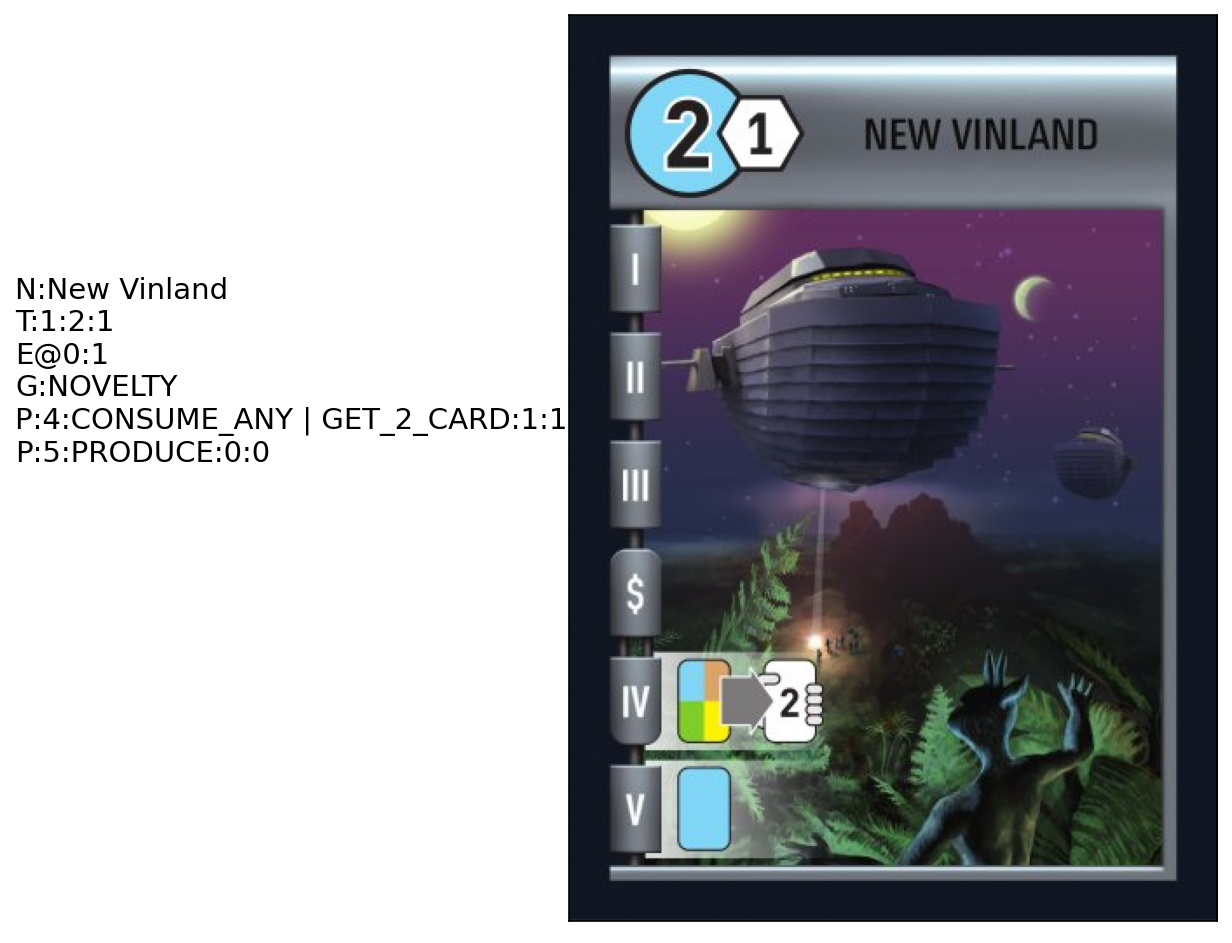 N:New Vinland
T:1:2:1
E@0:1
G:NOVELTY
P:4:CONSUME_ANY | GET_2_CARD:1:1
P:5:PRODUCE:0:0
2 1 NEW VINLAND
I
II
III
$
IV 2
V